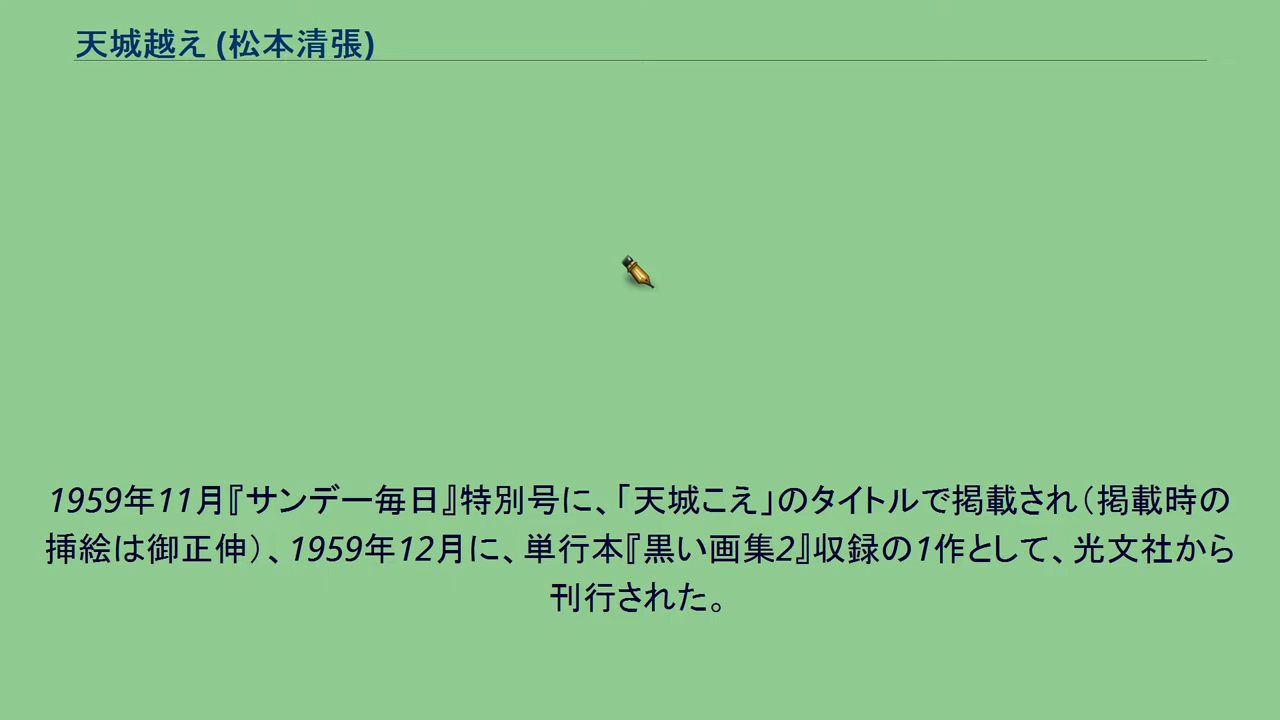 天城越え (松本清張)
1959年11月『サンデー毎日』特別号に、「天城こえ」のタイトルで掲載され（掲載時の
挿絵は御正伸）、1959年12月に、単行本『黒い画集2』収録の1作として、光文社から
刊行された。